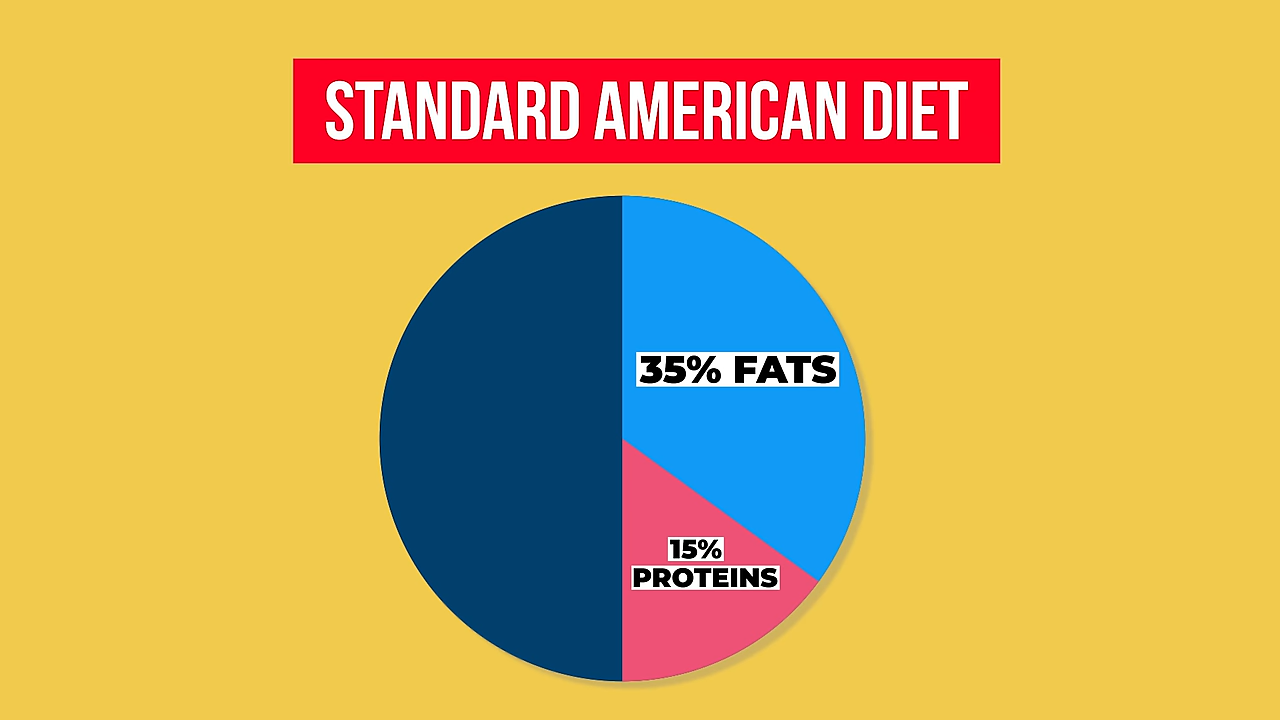 STANDARD AMERICAN DIET
35% FATS
15%
PROTEINS